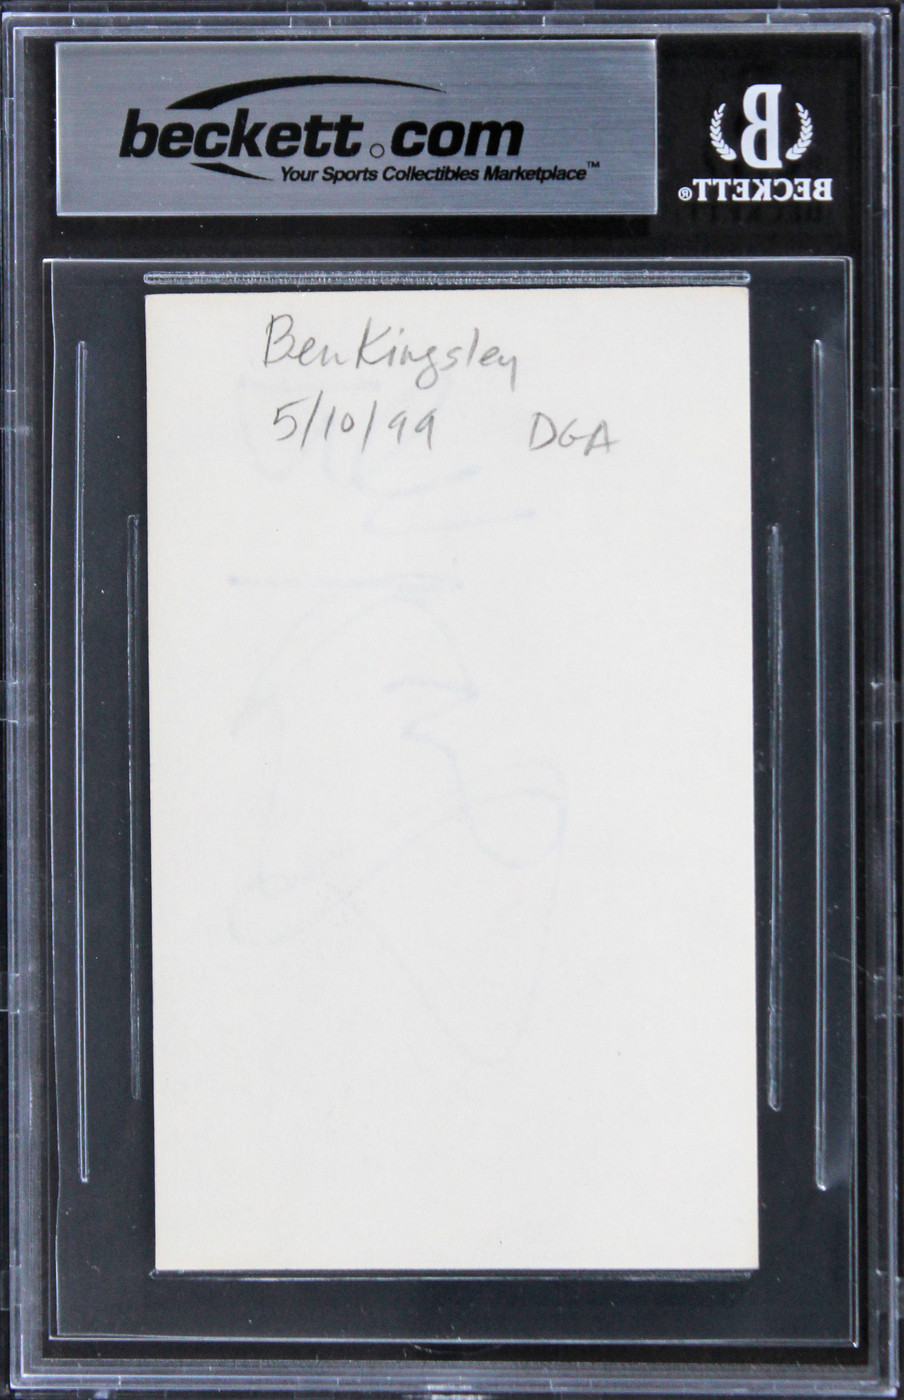 beckett.com
Your Sports Collectibles Marketplace™
B
BECKETT®
Ben Kingsley
5/10/99 DGA